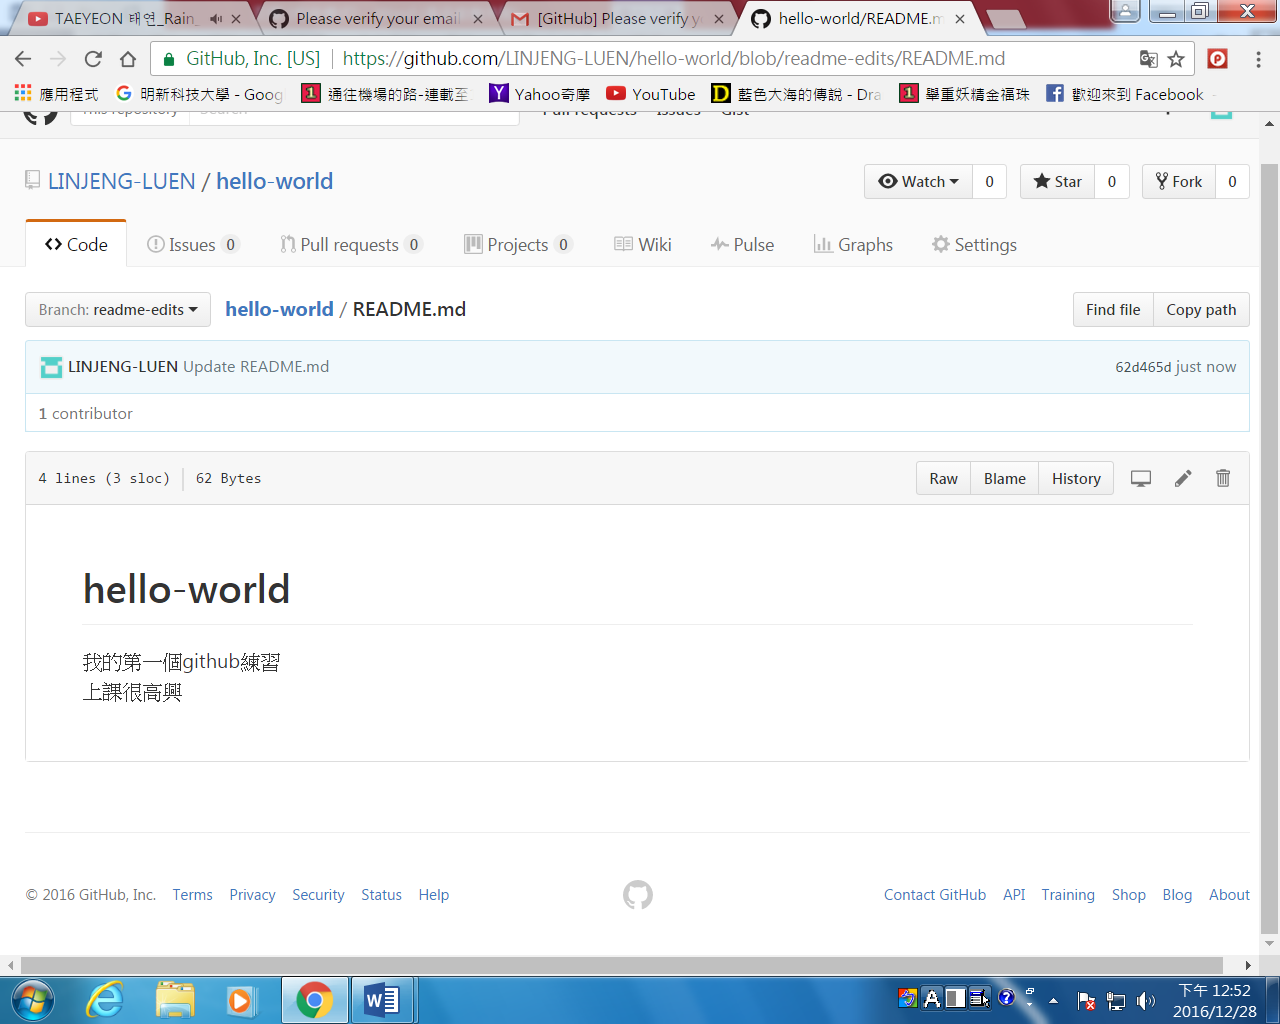 TAEYEON 태연_Rain_
Please verify your email
[GitHub] Please verify y
hello-world/README.m
GitHub, Inc. [US]
https://github.com/LINJENG-LUEN/hello-world/blob/readme-edits/README.md
應用程式
明新科技大學 - Goog
通往機場的路-連載至
Yahoo奇摩
YouTube
藍色大海的傳說 - Dra
舉重妖精金福珠
歡迎來到 Facebook -
This repository
Search
Pull requests
Issues
Gist
LINJENG-LUEN / hello-world
Watch 0
Star 0
Fork 0
Code
Issues 0
Pull requests 0
Projects 0
Wiki
Pulse
Graphs
Settings
Branch: readme-edits
hello-world / README.md
Find file
Copy path
LINJENG-LUEN Update README.md
62d465d just now
1 contributor
4 lines (3 sloc)
62 Bytes
Raw
Blame
History
hello-world
我的第一個github練習
上課很高興
© 2016 GitHub, Inc.
Terms
Privacy
Security
Status
Help
Contact GitHub
API
Training
Shop
Blog
About
下午 12:52
2016/12/28